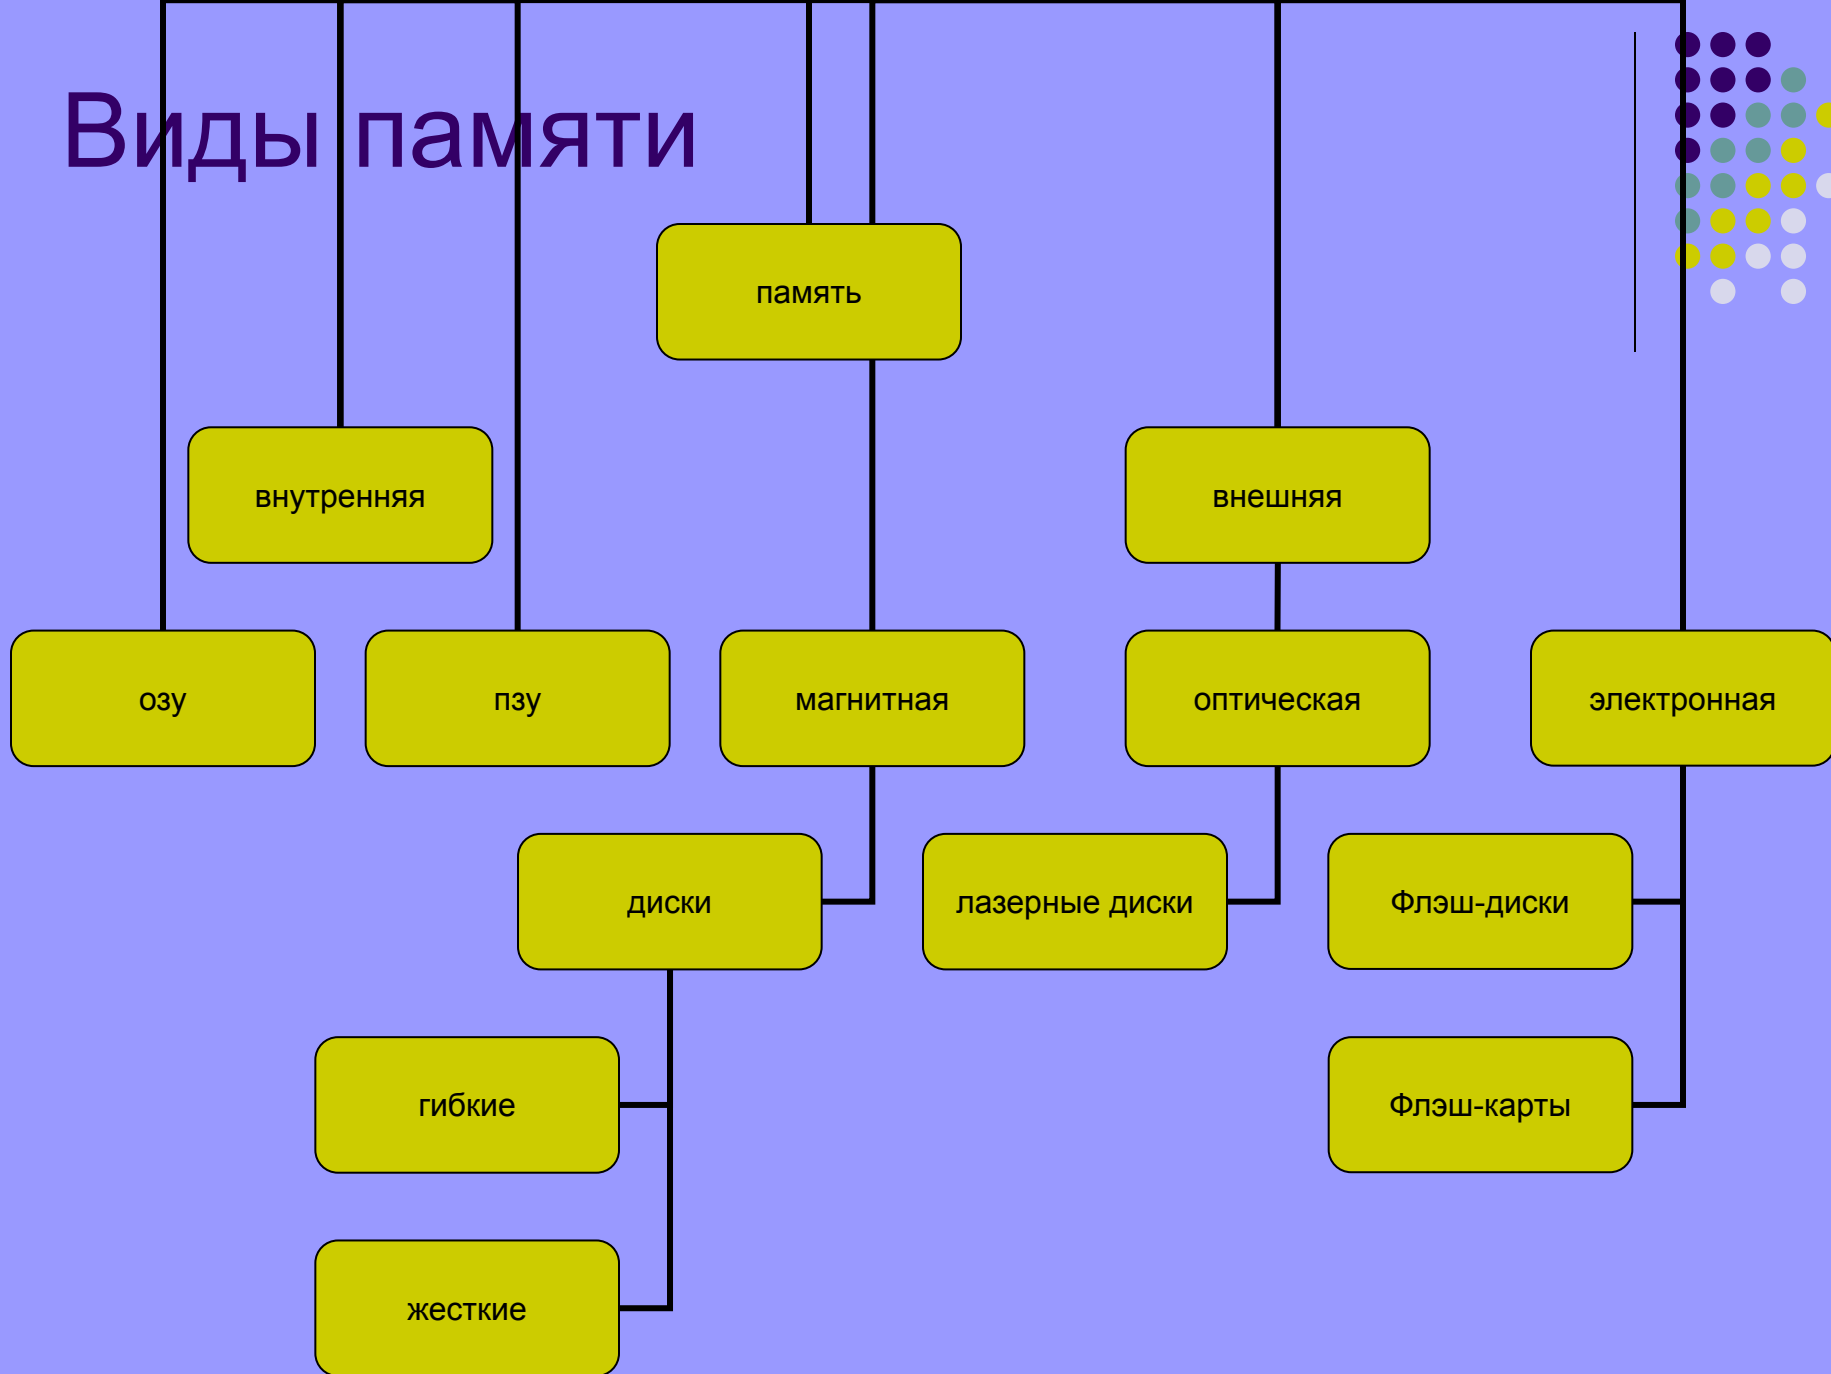 Виды памяти
память
внутренняя
внешняя
озу
пзу
магнитная
оптическая
электронная
диски
лазерные диски
Флэш-диски
гибкие
Флэш-карты
жесткие